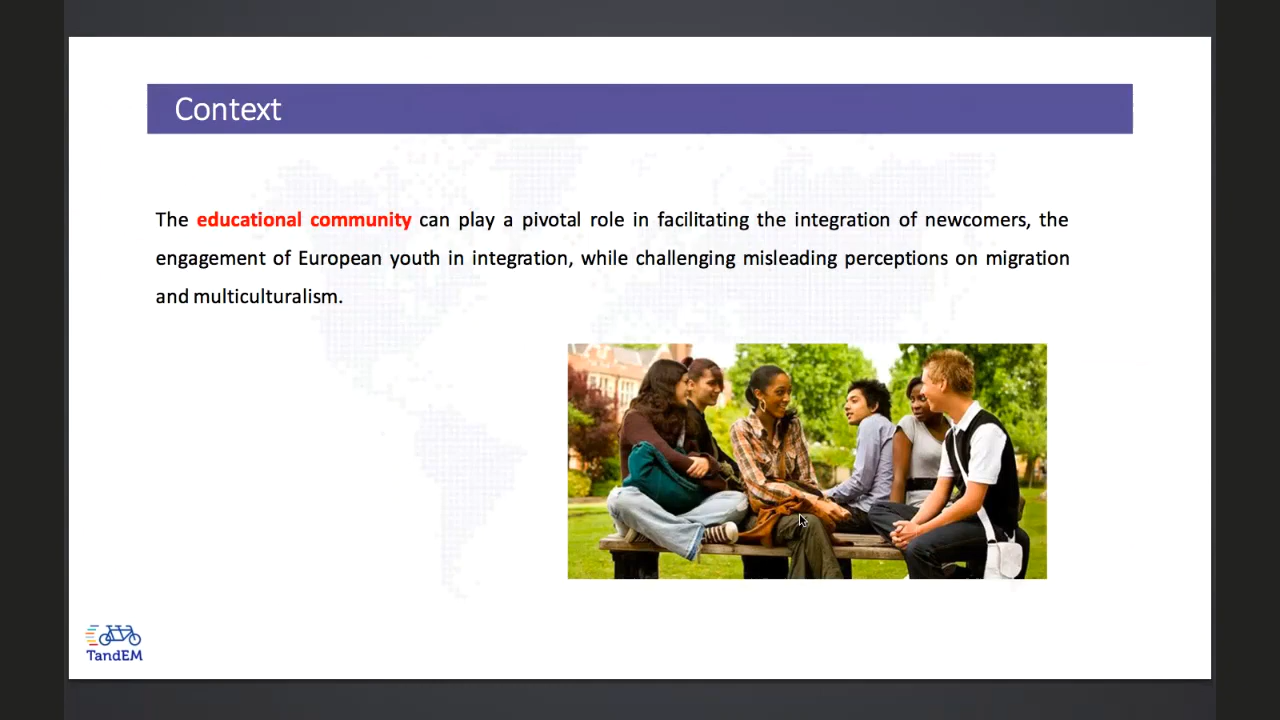 Context
The educational community can play a pivotal role in facilitating the integration of newcomers, the
engagement of European youth in integration, while challenging misleading perceptions on migration
and multiculturalism.
TandEM